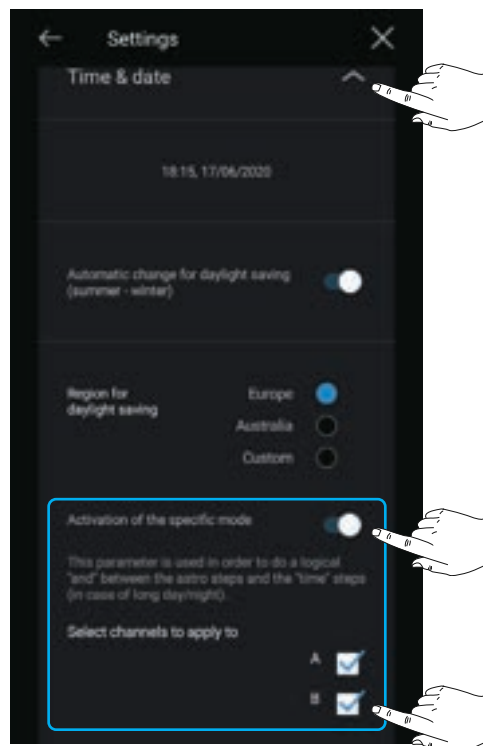 Settings
Time & date
18:15, 17/06/2020
Automatic change for daylight saving
(summer - winter)
Region for
daylight saving
Europe
Australia
Custom
Activation of the specific mode
This parameter is used in order to do a logical
"and" between the astro steps and the "time" steps
(in case of long day/night).
Select channels to apply to
A
B